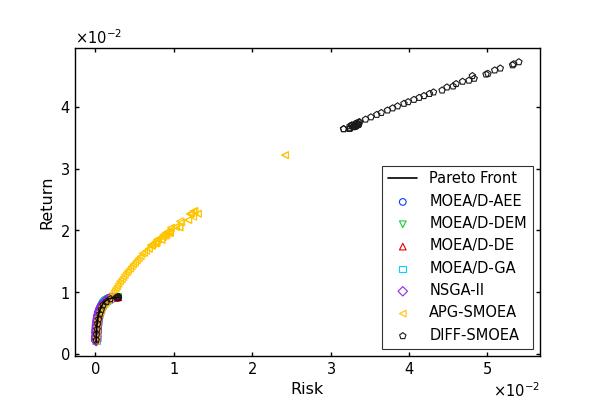 ×10⁻²
4
3
2
1
0
Return
0 1 2 3 4 5
Risk
×10⁻²
Pareto Front
MOEA/D-AEE
MOEA/D-DEM
MOEA/D-DE
MOEA/D-GA
NSGA-II
APG-SMOEA
DIFF-SMOEA